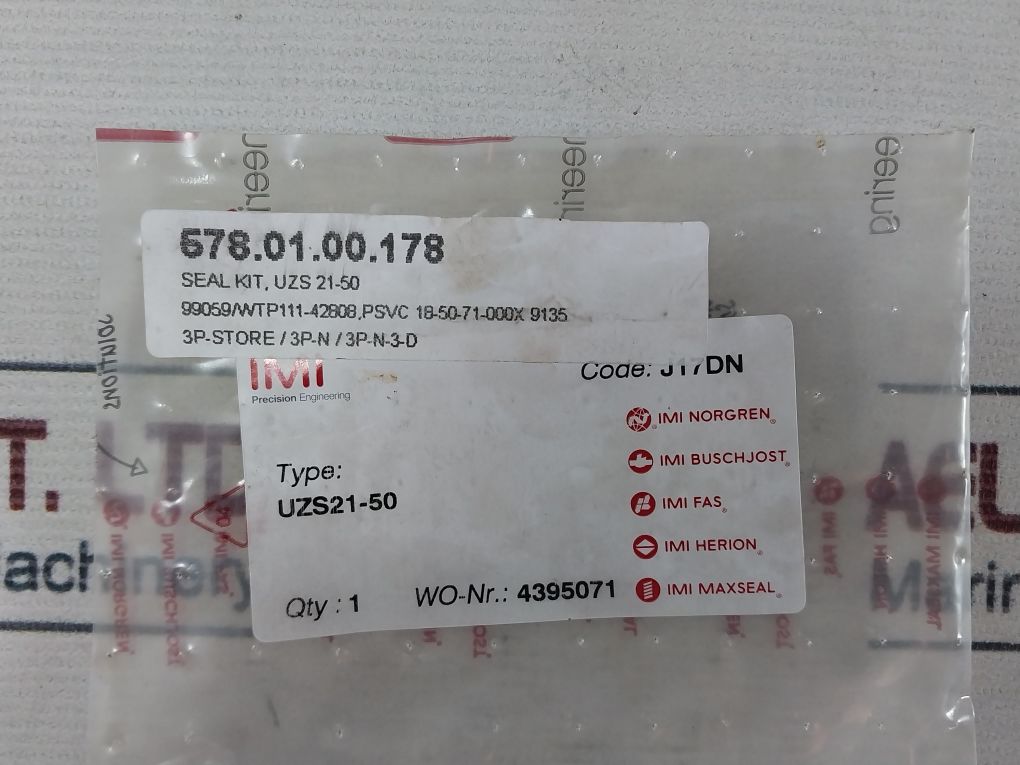 678.01.00.178
SEAL KIT, UZS 21-50
99059/WTP111-42808,PSVC 18-50-71-000X 9135
3P-STORE / 3P-N / 3P-N-3-D
IMI
Precision Engineering
Code: J17DN
IMI NORGREN®
IMI BUSCHJOST®
IMI FAS®
IMI HERION®
IMI MAXSEAL®
Type:
UZS21-50
Qty : 1
WO-Nr.: 4395071
eering
T. LTD